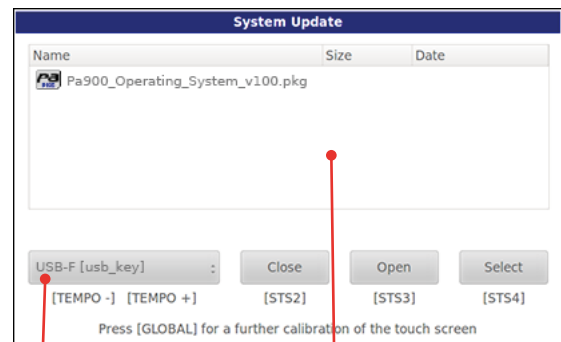 System Update
Name Size Date
Pa900_Operating_System_v100.pkg
USB-F [usb_key] : Close Open Select
[TEMPO -] [TEMPO +] [STS2] [STS3] [STS4]
Press [GLOBAL] for a further calibration of the touch screen